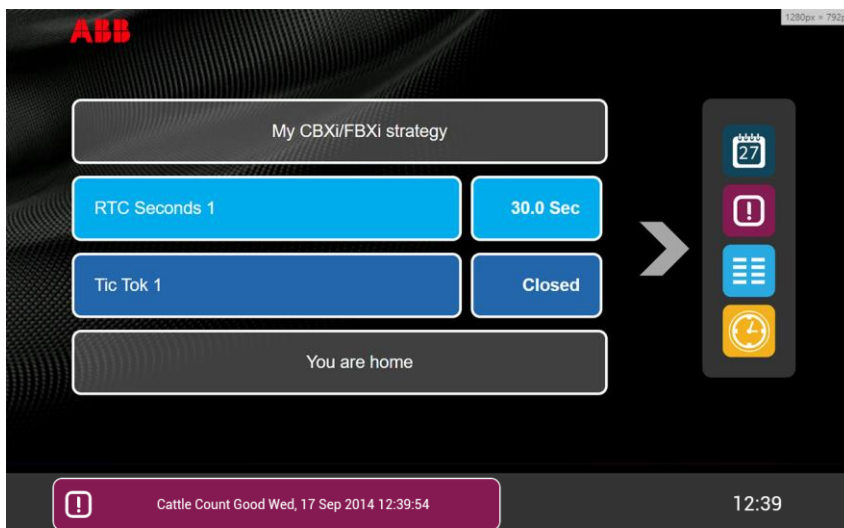 1280px × 792p
ABB
My CBXi/FBXi strategy
27
RTC Seconds 1
30.0 Sec
Tic Tok 1
Closed
You are home
Cattle Count Good Wed, 17 Sep 2014 12:39:54
12:39